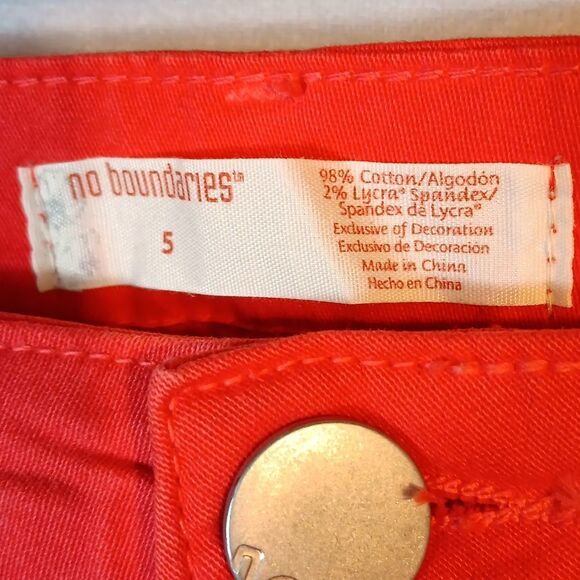 no boundaries™
5
98% Cotton/Algodón
2% Lycra® Spandex/
Spandex de Lycra®
Exclusive of Decoration
Exclusivo de Decoración
Made in China
Hecho en China